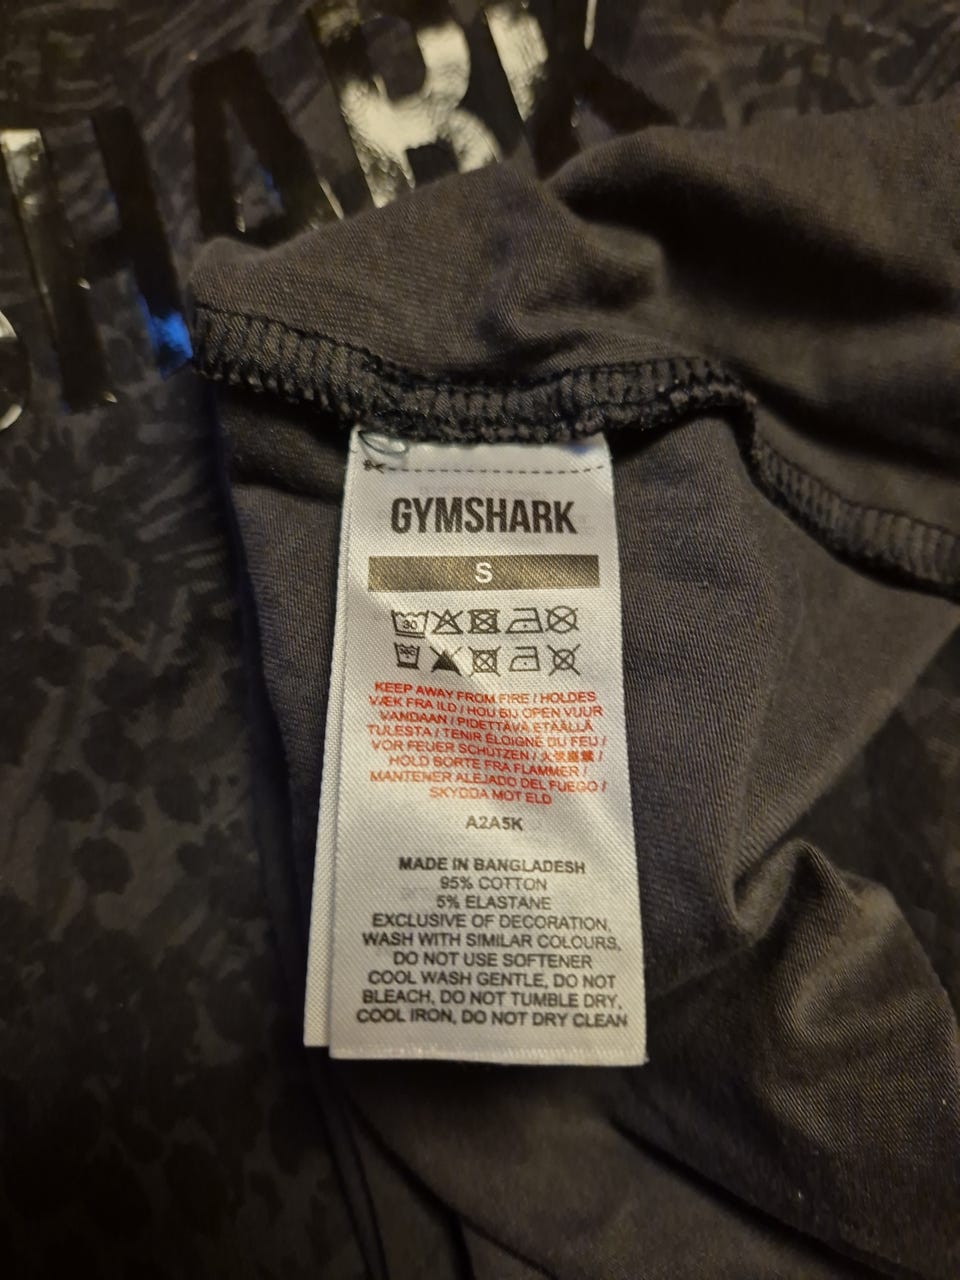 HARK
GYMSHARK
S
30
30
KEEP AWAY FROM FIRE / HOLDES
VÆK FRA ILD / HOU BIJ OPEN VUUR
VANDAAN / PIDETTÄVÄ ETÄÄLLÄ
TULESTA / TENIR ÉLOIGNÉ DU FEU /
VOR FEUER SCHÜTZEN /
HOLD BORTE FRA FLAMMER /
MANTENER ALEJADO DEL FUEGO /
SKYDDA MOT ELD
A2A5K
MADE IN BANGLADESH
95% COTTON
5% ELASTANE
EXCLUSIVE OF DECORATION,
WASH WITH SIMILAR COLOURS,
DO NOT USE SOFTENER
COOL WASH GENTLE, DO NOT
BLEACH, DO NOT TUMBLE DRY,
COOL IRON, DO NOT DRY CLEAN